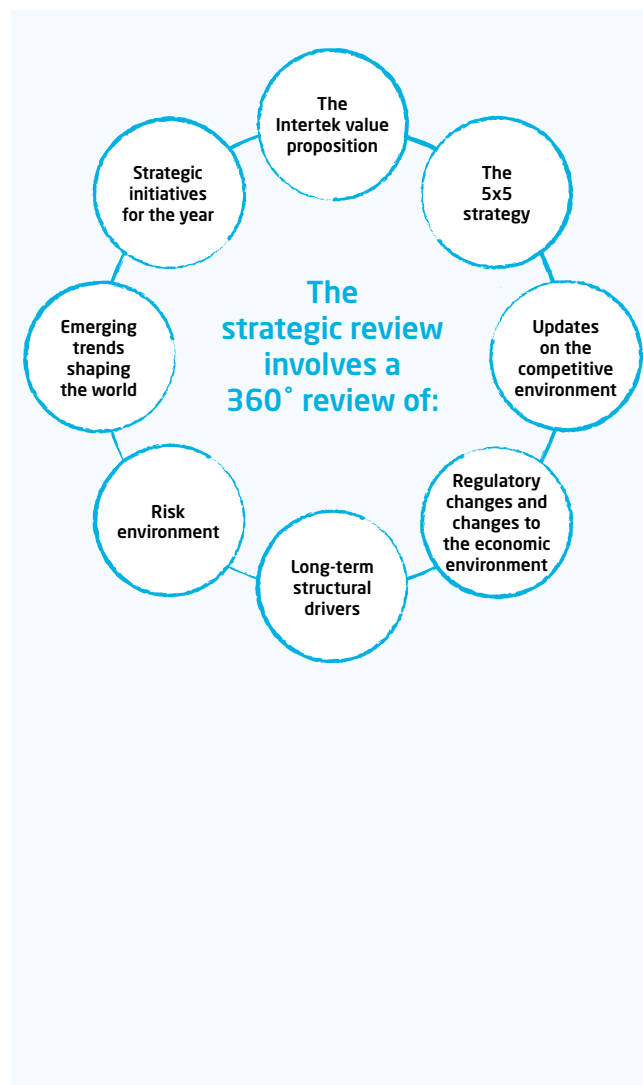 The
Intertek value
proposition
The
5x5
strategy
Updates
on the
competitive
environment
Regulatory
changes and
changes to
the economic
environment
Long-term
structural
drivers
Risk
environment
Emerging
trends
shaping
the world
Strategic
initiatives
for the year
The
strategic review
involves a
360° review of: